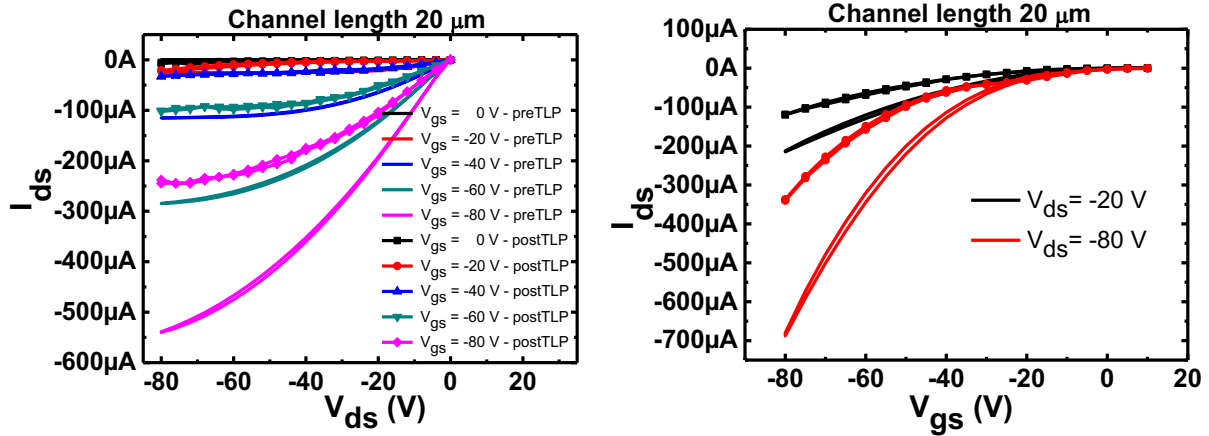 Channel length 20 μm
0A
-100μA
-200μA
-300μA
-400μA
-500μA
-600μA
I_ds
-80 -60 -40 -20 0 20
V_ds (V)
V_gs = 0 V - preTLP
V_gs = -20 V - preTLP
V_gs = -40 V - preTLP
V_gs = -60 V - preTLP
V_gs = -80 V - preTLP
V_gs = 0 V - postTLP
V_gs = -20 V - postTLP
V_gs = -40 V - postTLP
V_gs = -60 V - postTLP
V_gs = -80 V - postTLP
Channel length 20 μm
100μA
0A
-100μA
-200μA
-300μA
-400μA
-500μA
-600μA
-700μA
I_ds
-80 -60 -40 -20 0 20
V_gs (V)
V_ds= -20 V
V_ds= -80 V